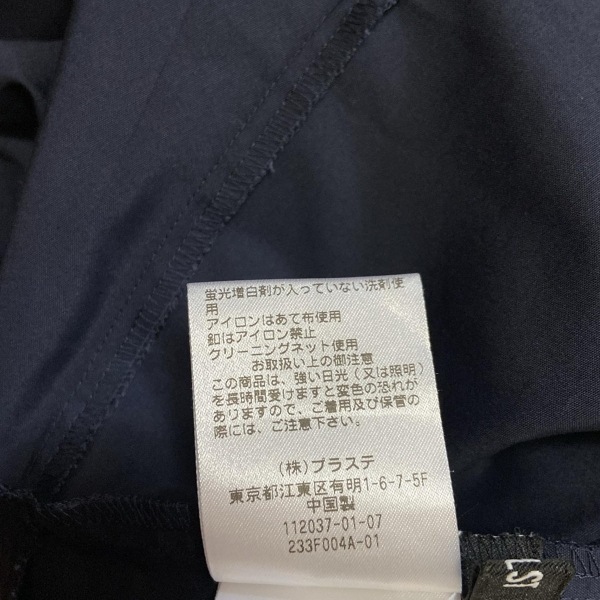 蛍光増白剤が入っていない洗剤使
用
アイロンはあて布使用
釦はアイロン禁止
クリーニングネット使用
お取扱い上の御注意
この商品は、強い日光(又は照明)
を長時間受けますと変色の恐れが
ありますので、ご着用及び保管の
際には、ご注意下さい。
(株)プラステ
東京都江東区有明1-6-7-5F
中国製
112037-01-07
233F004A-01